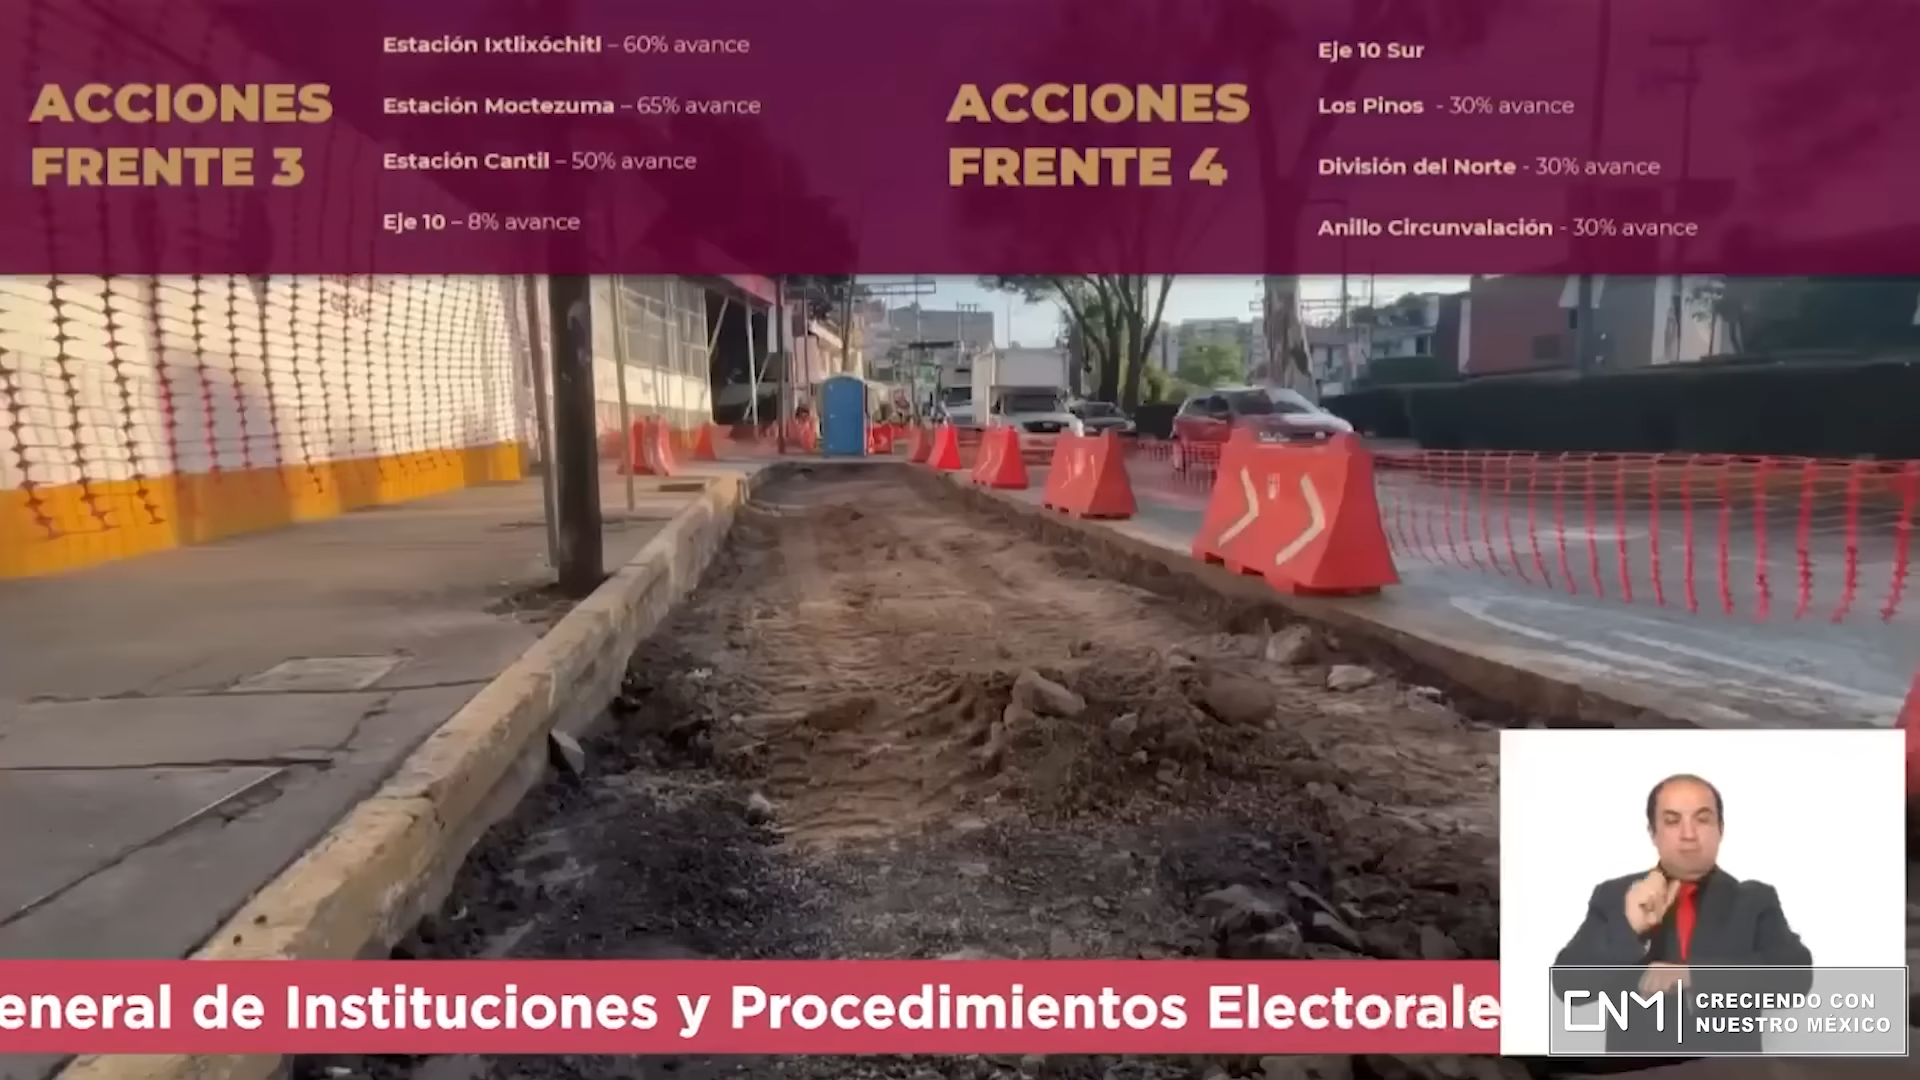 ACCIONES
FRENTE 3
Estación Ixtlixóchitl – 60% avance
Estación Moctezuma – 65% avance
Estación Cantil – 50% avance
Eje 10 – 8% avance
ACCIONES
FRENTE 4
Eje 10 Sur
Los Pinos - 30% avance
División del Norte - 30% avance
Anillo Circunvalación - 30% avance
eneral de Instituciones y Procedimientos Electorale
CNM
CRECIENDO CON
NUESTRO MÉXICO